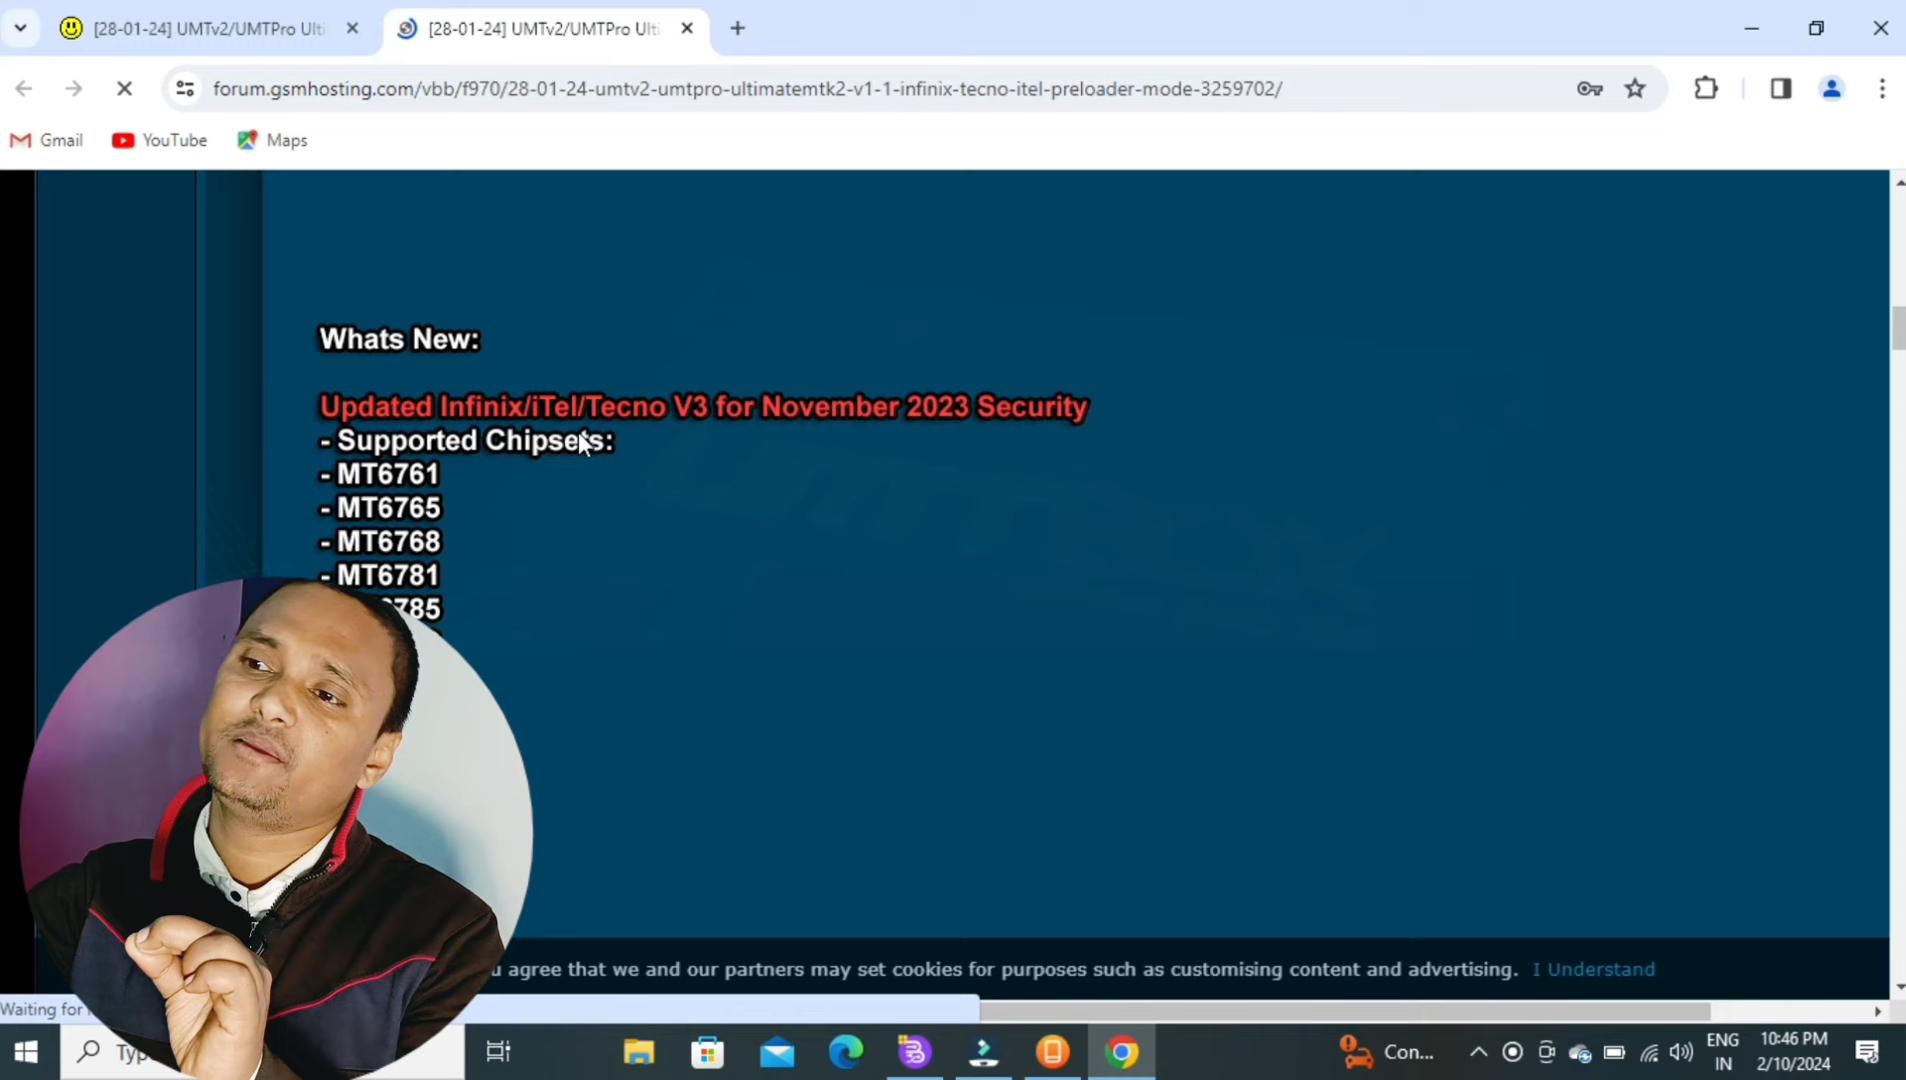 [28-01-24] UMTv2/UMTPro Ulti
[28-01-24] UMTv2/UMTPro Ulti
forum.gsmhosting.com/vbb/f970/28-01-24-umtv2-umtpro-ultimatemtk2-v1-1-infinix-tecno-itel-preloader-mode-3259702/
Gmail YouTube Maps
Whats New:
Updated Infinix/iTel/Tecno V3 for November 2023 Security
- Supported Chipsets:
- MT6761
- MT6765
- MT6768
- MT6781
785
agree that we and our partners may set cookies for purposes such as customising content and advertising. I Understand
Waiting for
Typ
Con...
ENG
IN
10:46 PM
2/10/2024